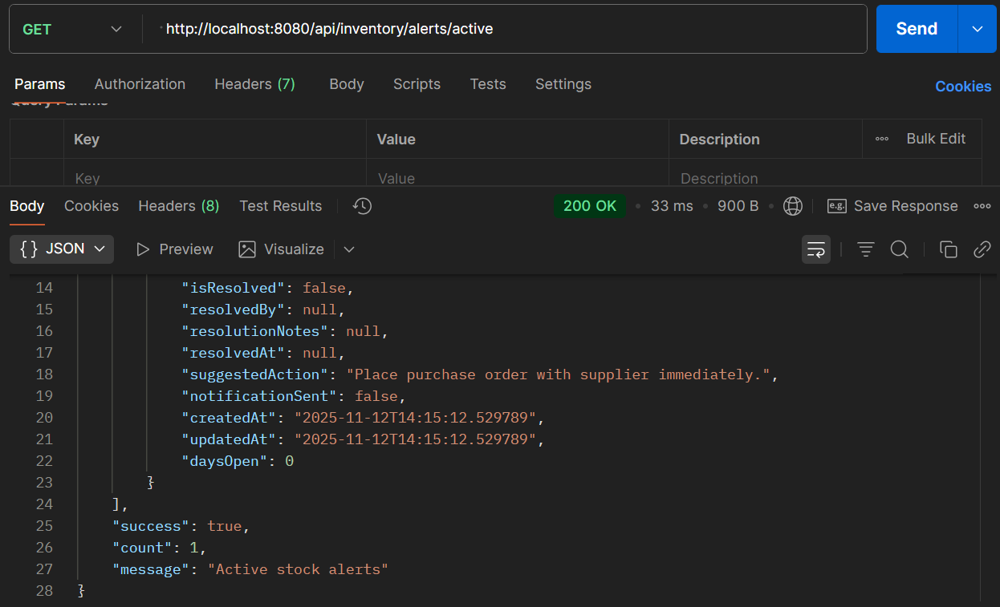 GET http://localhost:8080/api/inventory/alerts/active Send
Params Authorization Headers (7) Body Scripts Tests Settings Cookies
Query Params
Key Value Description Bulk Edit
Key Value Description
Body Cookies Headers (8) Test Results 200 OK 33 ms 900 B e.g. Save Response
{} JSON Preview Visualize
14 "isResolved": false,
15 "resolvedBy": null,
16 "resolutionNotes": null,
17 "resolvedAt": null,
18 "suggestedAction": "Place purchase order with supplier immediately.",
19 "notificationSent": false,
20 "createdAt": "2025-11-12T14:15:12.529789",
21 "updatedAt": "2025-11-12T14:15:12.529789",
22 "daysOpen": 0
23 }
24 ],
25 "success": true,
26 "count": 1,
27 "message": "Active stock alerts"
28 }